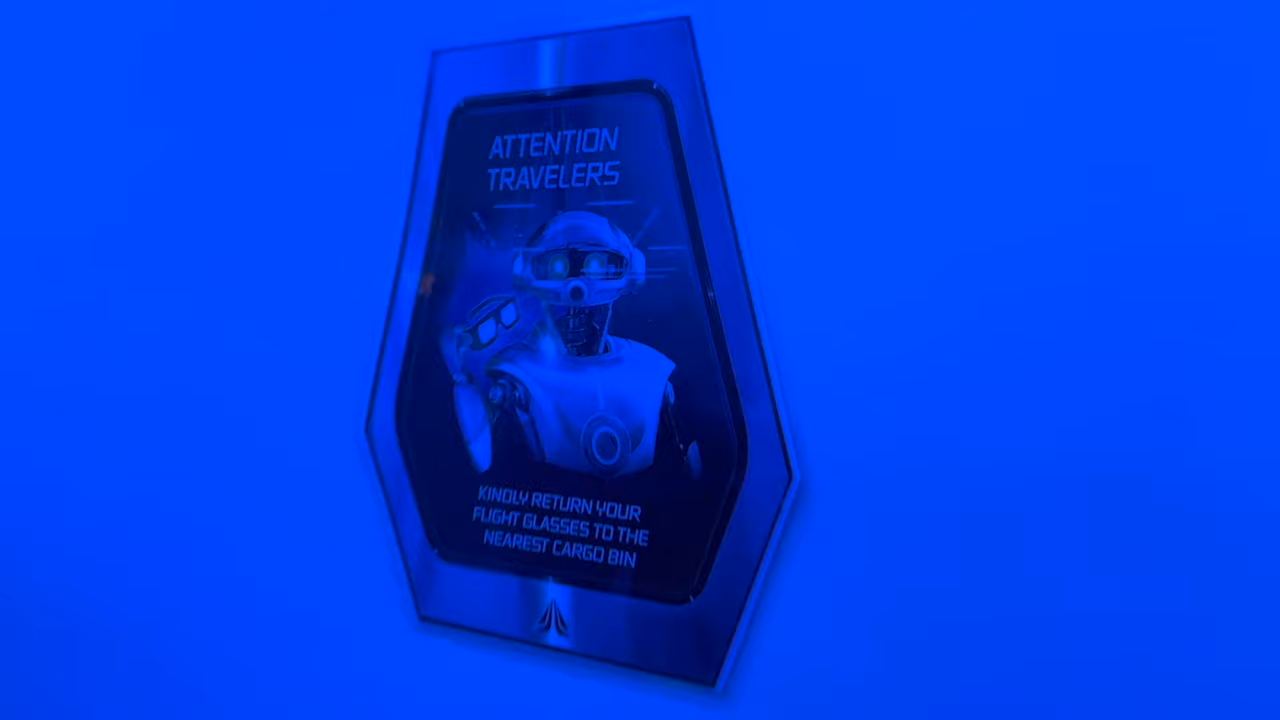 ATTENTION
TRAVELERS
KINDLY RETURN YOUR
FLIGHT GLASSES TO THE
NEAREST CARGO BIN